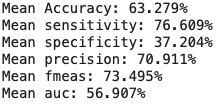 Mean Accuracy: 63.279%
Mean sensitivity: 76.609%
Mean specificity: 37.204%
Mean precision: 70.911%
Mean fmeas: 73.495%
Mean auc: 56.907%